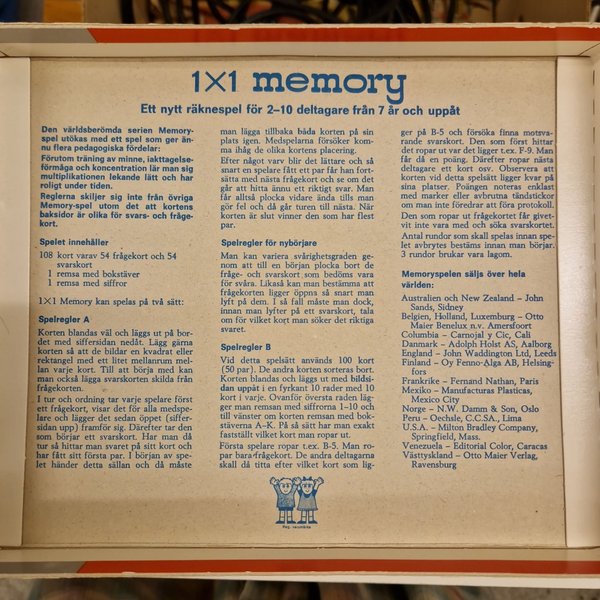 1×1 memory
Ett nytt räknespel för 2–10 deltagare från 7 år och uppåt
Den världsberömda serien Memory-
spel utökas med ett spel som ger än-
nu flera pedagogiska fördelar:
Förutom träning av minne, iakttagelse-
förmåga och koncentration lär man sig
multiplikationen lekande lätt och har
roligt under tiden.
Reglerna skiljer sig inte från övriga
Memory-spel utom det att kortens
baksidor är olika för svars- och fråge-
kort.
Spelet innehåller
108 kort varav 54 frågekort och 54
svarskort
1 remsa med bokstäver
1 remsa med siffror
1X1 Memory kan spelas på två sätt:
Spelregler A
Korten blandas väl och läggs ut på bor-
det med siffersidan nedåt. Lägg gärna
korten så att de bildar en kvadrat eller
rektangel med ett litet mellanrum mel-
lan varje kort. Till att börja med kan
man också lägga svarskorten skilda från
frågekorten.
I tur och ordning tar varje spelare först
ett frågekort, visar det för alla medspe-
lare och lägger det sedan öppet (siffer-
sidan upp) framför sig. Därefter tar den
som börjar ett svarskort. Har man då
tur så hittar man svaret på sitt kort och
har fått sitt första par. I början av spe-
let händer detta sällan och då måste
man lägga tillbaka båda korten på sin
plats igen. Medspelarna försöker kom-
ma ihåg de olika kortens placering.
Efter något varv blir det lättare och så
snart en spelare fått ett par får han fort-
sätta med nästa frågekort och se om det
går att hitta ännu ett riktigt svar. Man
får alltså plocka vidare ända tills man
gör fel och då går turen till nästa. När
korten är slut vinner den som har flest
par.
Spelregler för nybörjare
Man kan variera svårighetsgraden ge-
nom att till en början plocka bort de
fråge- och svarskort som bedöms vara
för svåra. Likaså kan man bestämma att
frågekorten ligger öppna så snart man
lyft på dem. I så fall måste man dock,
innan man lyfter på ett svarskort, tala
om för vilket kort man söker det riktiga
svaret.
Spelregler B
Vid detta spelsätt används 100 kort
(50 par). De andra korten sorteras bort.
Korten blandas och läggs ut med bildsi-
dan uppåt i en fyrkant 10 rader med 10
kort i varje. Ovanför översta raden läg-
ger man remsan med siffrorna 1–10 och
till vänster om korten remsan med bok-
stäverna A–K. På så sätt har man exakt
fastställt vilket kort man ropar ut.
Första spelare ropar t.ex. B-5. Man ro-
par bara frågekort. De andra deltagarna
skall då titta efter vilket kort som lig-
ger på B-5 och försöka finna motsva-
rande svarskort. Den som först hittar
det ropar ut var det ligger t.ex. F-9. Man
får då en poäng. Därefter ropar nästa
deltagare ett kort osv. Observera att
korten vid detta spelsätt ligger kvar på
sina platser. Poängen noteras enklast
med marker eller avbrutna tändstickor
om man inte föredrar att föra protokoll.
Den som ropar ut frågekortet får givet-
vis inte vara med och söka svarskortet.
Antal rundor som skall spelas innan spe-
let avbrytes bestäms innan man börjar.
3 rundor brukar vara lagom.
Memoryspelen säljs över hela
världen:
Australien och New Zealand – John
Sands, Sidney
Belgien, Holland, Luxemburg – Otto
Maier Benelux n.v. Amersfoort
Columbia – Carnojal y Cic, Cali
Danmark – Adolph Holst AS, Aalborg
England – John Waddington Ltd, Leeds
Finland – Oy Fenno-Alga AB, Helsing-
fors
Frankrike – Fernand Nathan, Paris
Mexiko – Manufacturas Plasticas,
Mexico City
Norge – N.W. Damm & Son, Oslo
Peru – Oechsle, C.C.SA., Lima
U.S.A. – Milton Bradley Company,
Springfield, Mass.
Venezuela – Editorial Color, Caracas
Västtyskland – Otto Maier Verlag,
Ravensburg
Reg. varumärke